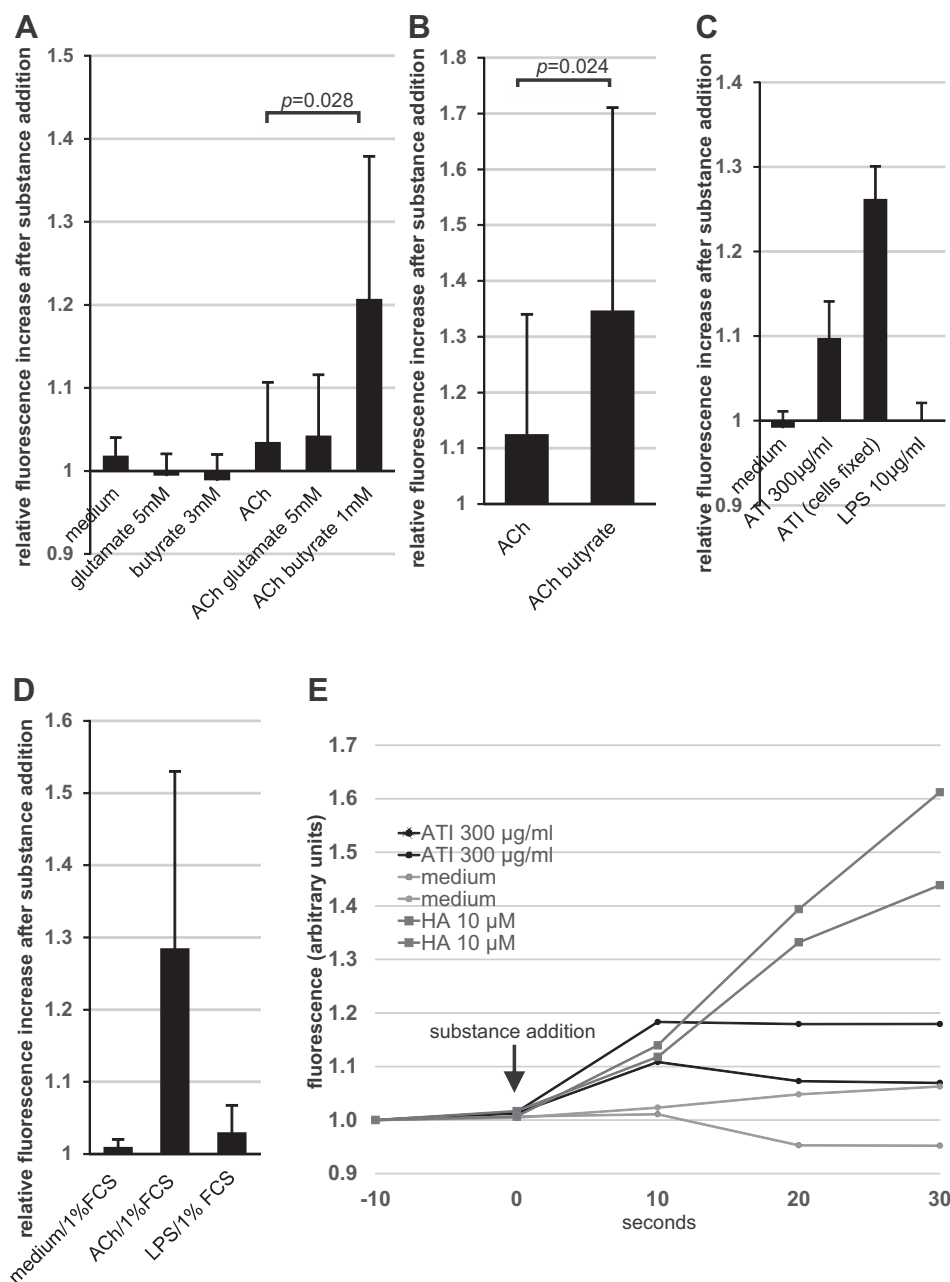 A
relative fluorescence increase after substance addition
1.5
1.4
1.3
1.2
1.1
1
0.9
p=0.028
medium
glutamate 5mM
butyrate 3mM
ACh
ACh glutamate 5mM
ACh butyrate 1mM
B
relative fluorescence increase after substance addition
1.8
1.7
1.6
1.5
1.4
1.3
1.2
1.1
1
p=0.024
ACh
ACh butyrate
C
relative fluorescence increase after substance addition
1.4
1.3
1.2
1.1
1
0.9
medium
ATI 300µg/ml
ATI (cells fixed)
LPS 10µg/ml
D
relative fluorescence increase after substance addition
1.6
1.5
1.4
1.3
1.2
1.1
1
medium/1%FCS
ACh/1%FCS
LPS/1% FCS
E
fluorescence (arbitrary units)
1.7
1.6
1.5
1.4
1.3
1.2
1.1
1.0
0.9
ATI 300 µg/ml
ATI 300 µg/ml
medium
medium
HA 10 µM
HA 10 µM
substance addition
-10
0
10
20
30
seconds